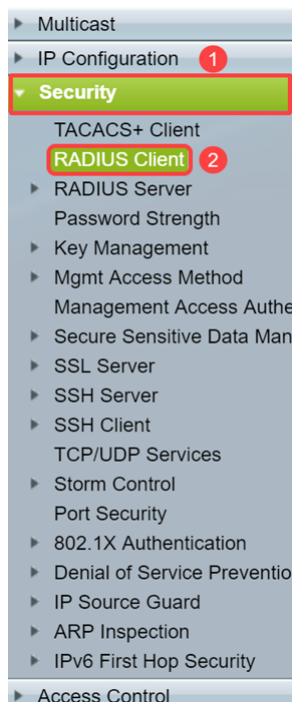 Multicast
IP Configuration 1
Security
TACACS+ Client
RADIUS Client 2
RADIUS Server
Password Strength
Key Management
Mgmt Access Method
Management Access Authe
Secure Sensitive Data Man
SSL Server
SSH Server
SSH Client
TCP/UDP Services
Storm Control
Port Security
802.1X Authentication
Denial of Service Preventio
IP Source Guard
ARP Inspection
IPv6 First Hop Security
Access Control